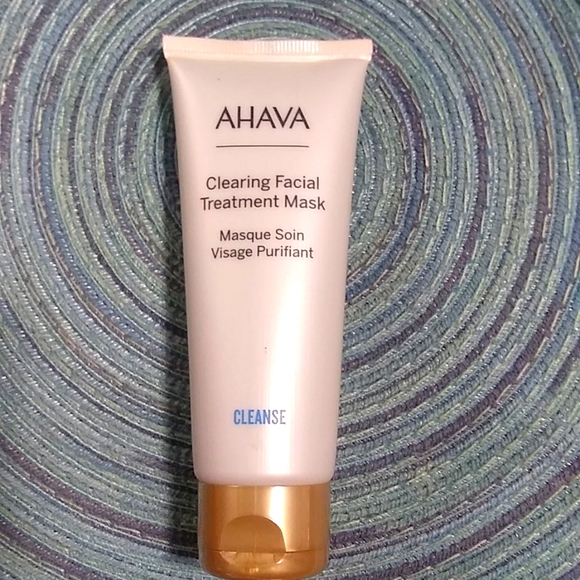 AHAVA
Clearing Facial
Treatment Mask
Masque Soin
Visage Purifiant
CLEANSE